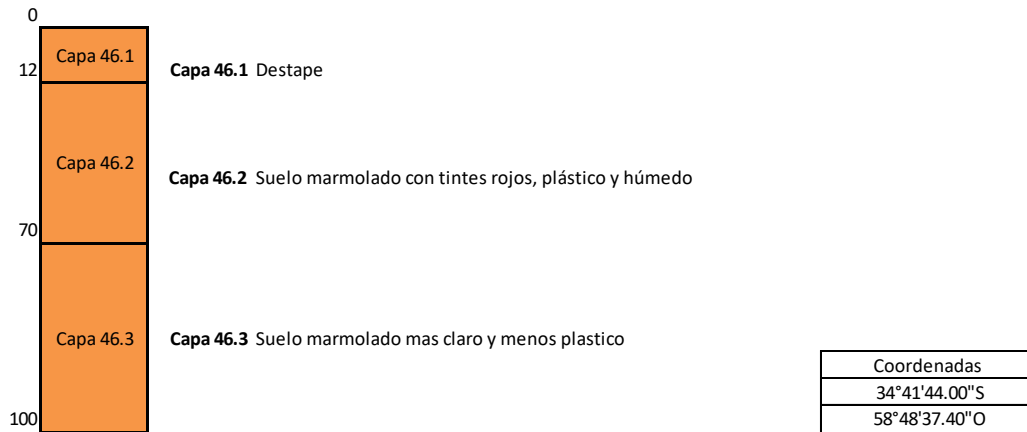 0
Capa 46.1
12
Capa 46.1 Destape
Capa 46.2
Capa 46.2 Suelo marmolado con tintes rojos, plástico y húmedo
70
Capa 46.3
Capa 46.3 Suelo marmolado mas claro y menos plastico
100
Coordenadas
34°41'44.00"S
58°48'37.40"O